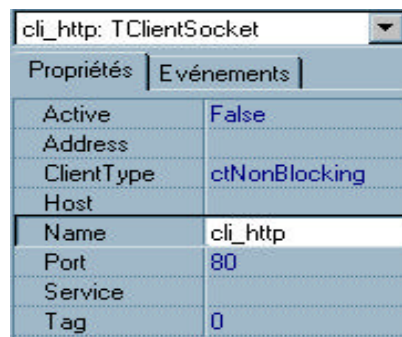 cli_http: TClientSocket
Propriétés Evénements
Active False
Address
ClientType ctNonBlocking
Host
Name cli_http
Port 80
Service
Tag 0